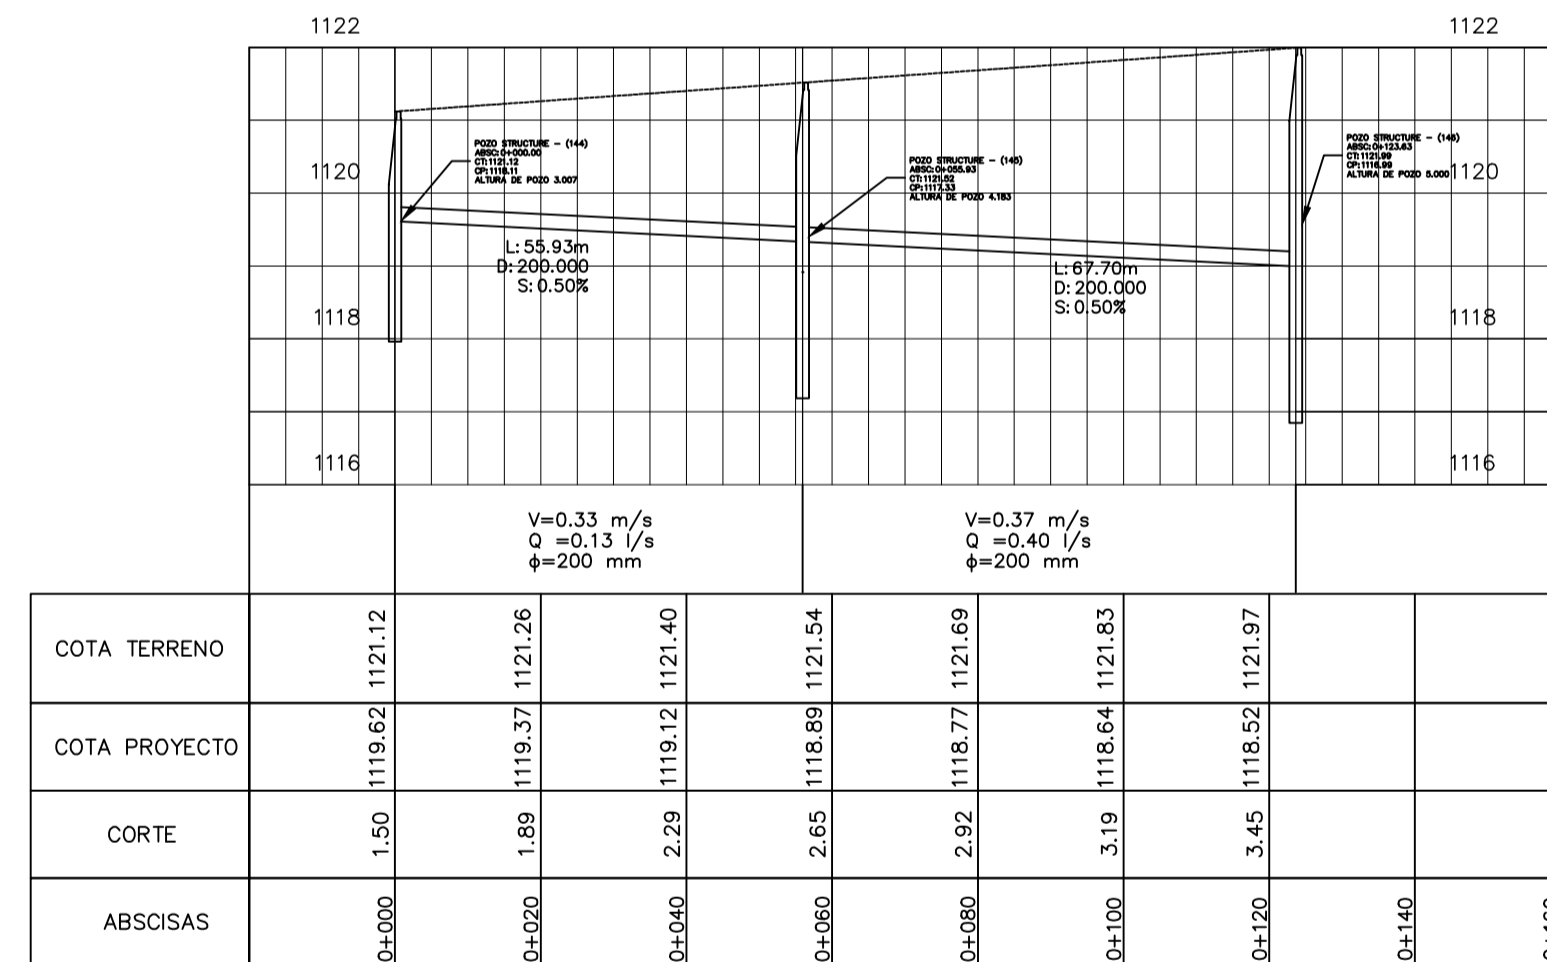 1122
1122
POZO STRUCTURE - (144)
ABSC:0+000.00
CT:1121.12
CP:1118.11
ALTURA DE POZO 3.007
POZO STRUCTURE - (145)
ABSC:0+055.93
CT:1121.52
CP:1117.33
ALTURA DE POZO 4.183
POZO STRUCTURE - (146)
ABSC:0+123.63
CT:1121.99
CP:1116.99
ALTURA DE POZO 5.000
1120
1120
L: 55.93m
D: 200.000
S: 0.50%
L: 67.70m
D: 200.000
S: 0.50%
1118
1118
1116
1116
V=0.33 m/s
Q =0.13 l/s
ϕ=200 mm
V=0.37 m/s
Q =0.40 l/s
ϕ=200 mm
COTA TERRENO 1121.12 1121.26 1121.40 1121.54 1121.69 1121.83 1121.97
COTA PROYECTO 1119.62 1119.37 1119.12 1118.89 1118.77 1118.64 1118.52
CORTE 1.50 1.89 2.29 2.65 2.92 3.19 3.45
ABSCISAS 0+000 0+020 0+040 0+060 0+080 0+100 0+120 0+140